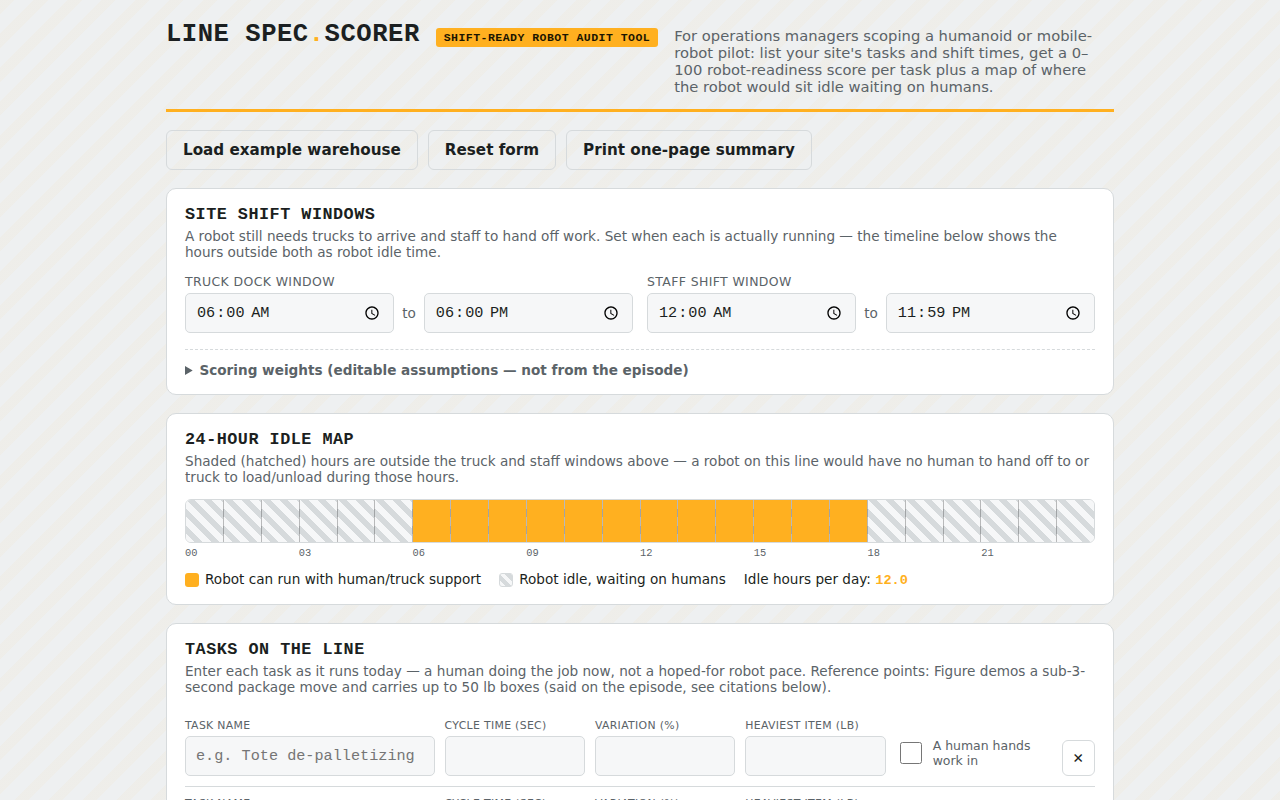 LINE SPEC.SCORER
SHIFT-READY ROBOT AUDIT TOOL
For operations managers scoping a humanoid or mobile-
robot pilot: list your site's tasks and shift times, get a 0–
100 robot-readiness score per task plus a map of where
the robot would sit idle waiting on humans.
Load example warehouse
Reset form
Print one-page summary
SITE SHIFT WINDOWS
A robot still needs trucks to arrive and staff to hand off work. Set when each is actually running — the timeline below shows the
hours outside both as robot idle time.
TRUCK DOCK WINDOW
STAFF SHIFT WINDOW
06:00 AM to 06:00 PM
12:00 AM to 11:59 PM
Scoring weights (editable assumptions — not from the episode)
24-HOUR IDLE MAP
Shaded (hatched) hours are outside the truck and staff windows above — a robot on this line would have no human to hand off to or
truck to load/unload during those hours.
00 03 06 09 12 15 18 21
Robot can run with human/truck support
Robot idle, waiting on humans
Idle hours per day: 12.0
TASKS ON THE LINE
Enter each task as it runs today — a human doing the job now, not a hoped-for robot pace. Reference points: Figure demos a sub-3-
second package move and carries up to 50 lb boxes (said on the episode, see citations below).
TASK NAME
CYCLE TIME (SEC)
VARIATION (%)
HEAVIEST ITEM (LB)
e.g. Tote de-palletizing
A human hands
work in
×